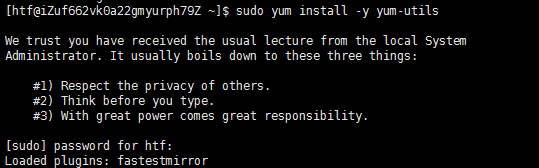 [htf@iZuf662vk0a22gmyurph79Z ~]$ sudo yum install -y yum-utils
We trust you have received the usual lecture from the local System
Administrator. It usually boils down to these three things:
#1) Respect the privacy of others.
#2) Think before you type.
#3) With great power comes great responsibility.
[sudo] password for htf:
Loaded plugins: fastestmirror